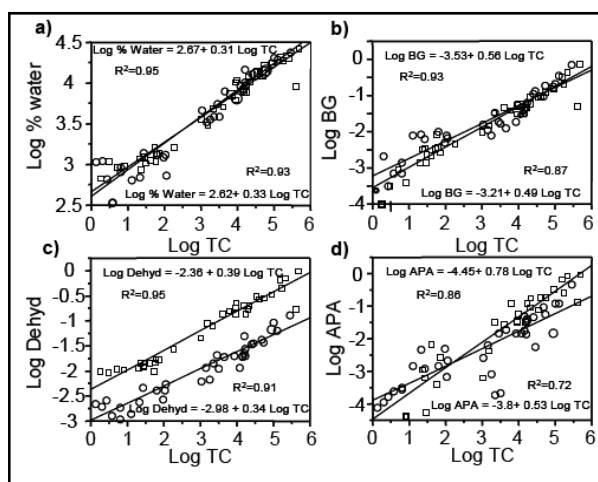 a)
Log % Water = 2.67+ 0.31 Log TC
R²=0.95
R²=0.93
Log % Water = 2.62+ 0.33 Log TC
4.5
4
3.5
3
2.5
Log % water
0 1 2 3 4 5 6
Log TC
b)
Log BG = -3.53+ 0.56 Log TC
R²=0.93
R²=0.87
Log BG = -3.21+ 0.49 Log TC
1
0
-1
-2
-3
-4
Log BG
0 1 2 3 4 5 6
Log TC
c)
Log Dehyd = -2.36 + 0.39 Log TC
R²=0.95
R²=0.91
Log Dehyd = -2.98 + 0.34 Log TC
0
-0.5
-1
-1.5
-2
-2.5
-3
Log Dehyd
0 1 2 3 4 5 6
Log TC
d)
Log APA = -4.45+ 0.78 Log TC
R²=0.86
R²=0.72
Log APA = -3.8+ 0.53 Log TC
0
-1
-2
-3
-4
Log APA
0 1 2 3 4 5 6
Log TC